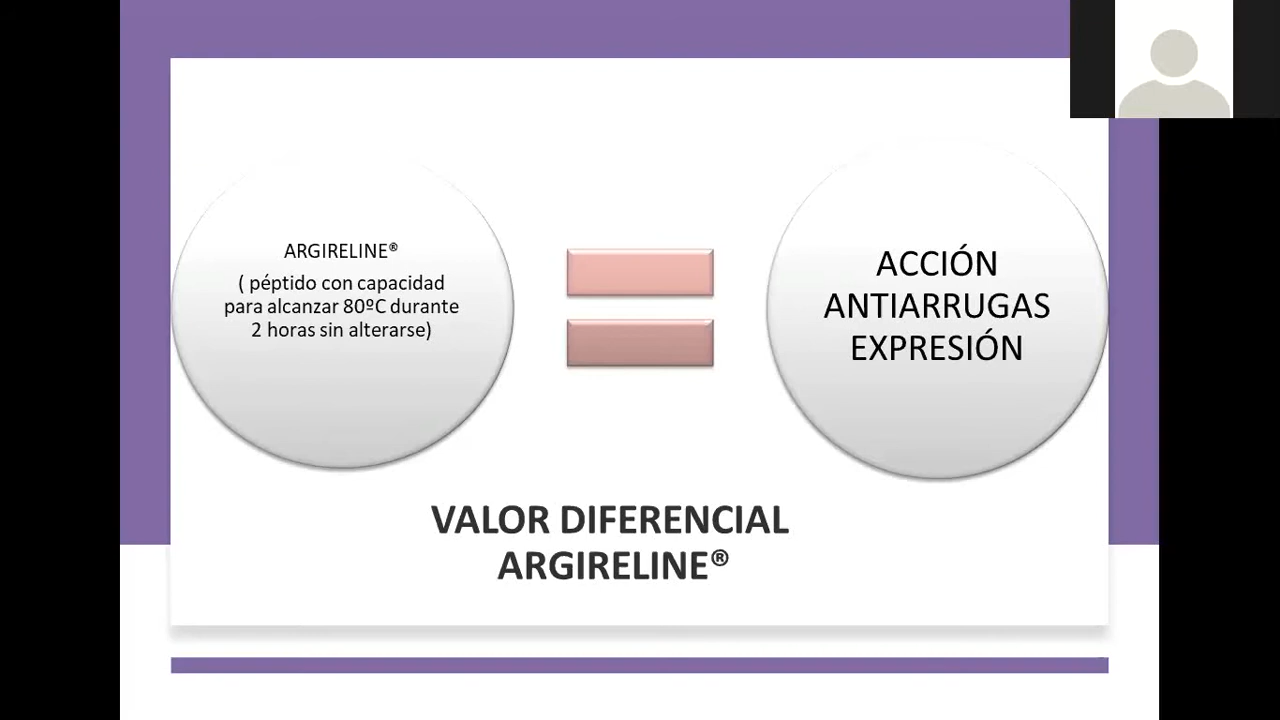 ARGIRELINE®
( péptido con capacidad
para alcanzar 80ºC durante
2 horas sin alterarse)
ACCIÓN
ANTIARRUGAS
EXPRESIÓN
VALOR DIFERENCIAL
ARGIRELINE®